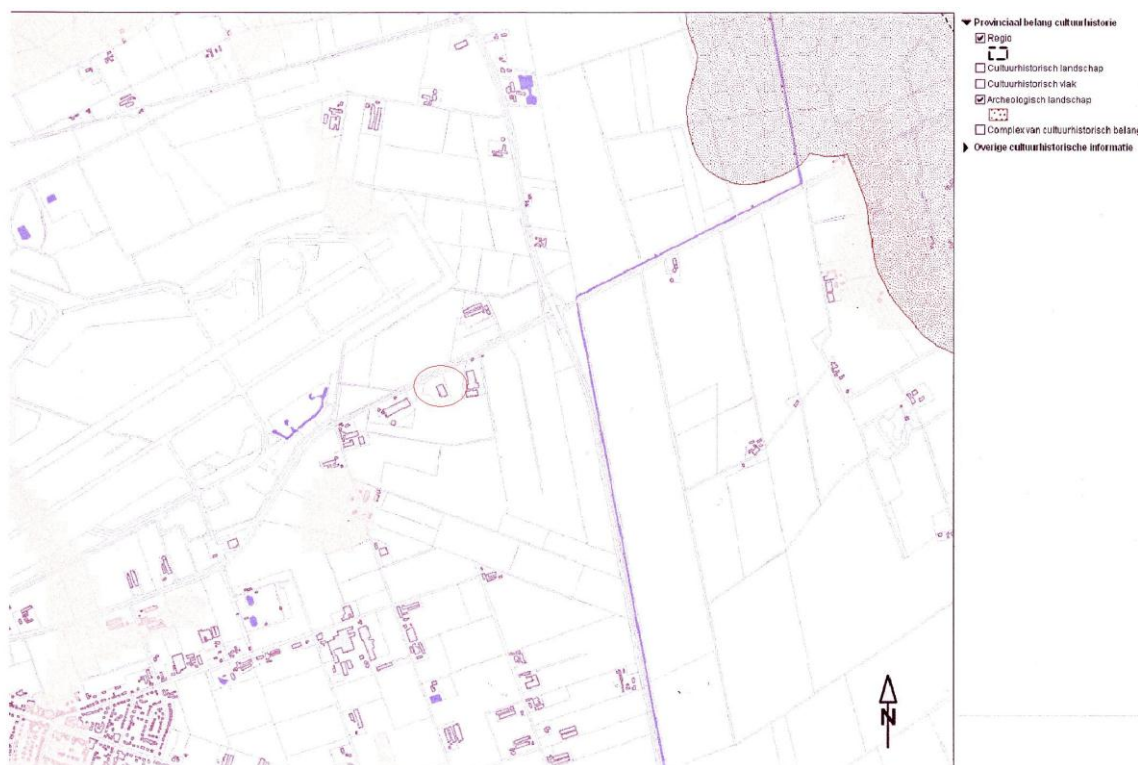 Provinciaal belang cultuurhistorie
Regio
Cultuurhistorisch landschap
Cultuurhistorisch vlak
Archeologisch landschap
Complex van cultuurhistorisch belang
Overige cultuurhistorische informatie
N